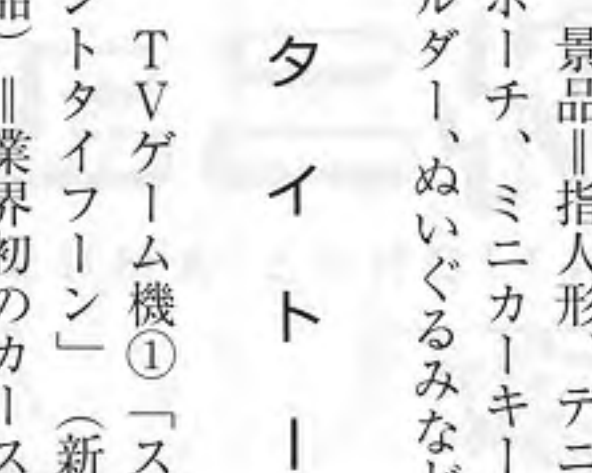 景品＝指人形、テニ
ポーチ、ミニカーキー
ルダー、ぬいぐるみなど
タイトー
TVゲーム機①「ス
ントタイフーン」（新
品）＝業界初のカース